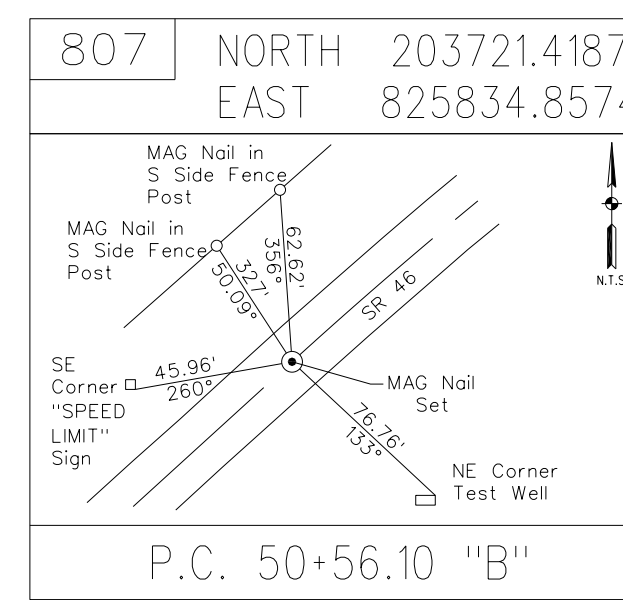 807
NORTH 203721.4187
EAST 825834.8574
MAG Nail in
S Side Fence
Post
MAG Nail in
S Side Fence
Post
62.62'
356°
327'
50.09°
SR 46
N.T.S
SE
Corner
"SPEED
LIMIT"
Sign
45.96'
260°
MAG Nail
Set
76.76'
133°
NE Corner
Test Well
P.C. 50+56.10 "B"